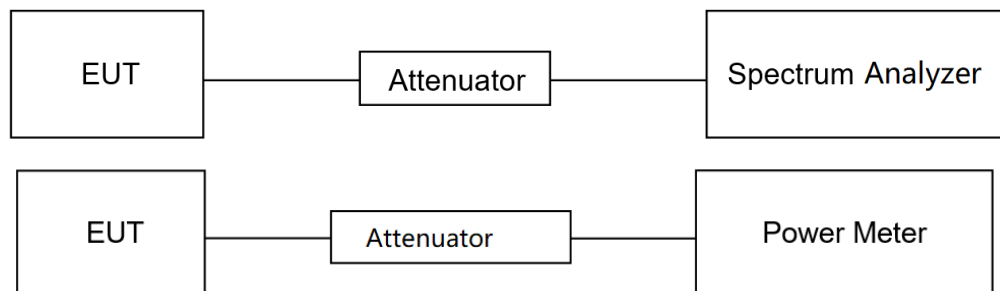 EUT
Attenuator
Spectrum Analyzer
EUT
Attenuator
Power Meter